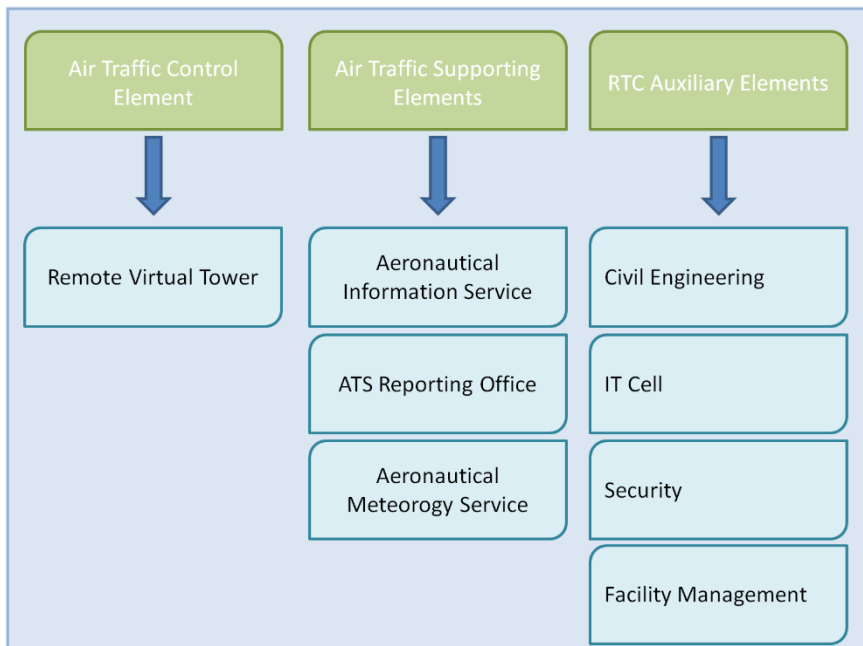 Air Traffic Control
Element
Air Traffic Supporting
Elements
RTC Auxiliary Elements
Remote Virtual Tower
Aeronautical
Information Service
ATS Reporting Office
Aeronautical
Meteorogy Service
Civil Engineering
IT Cell
Security
Facility Management